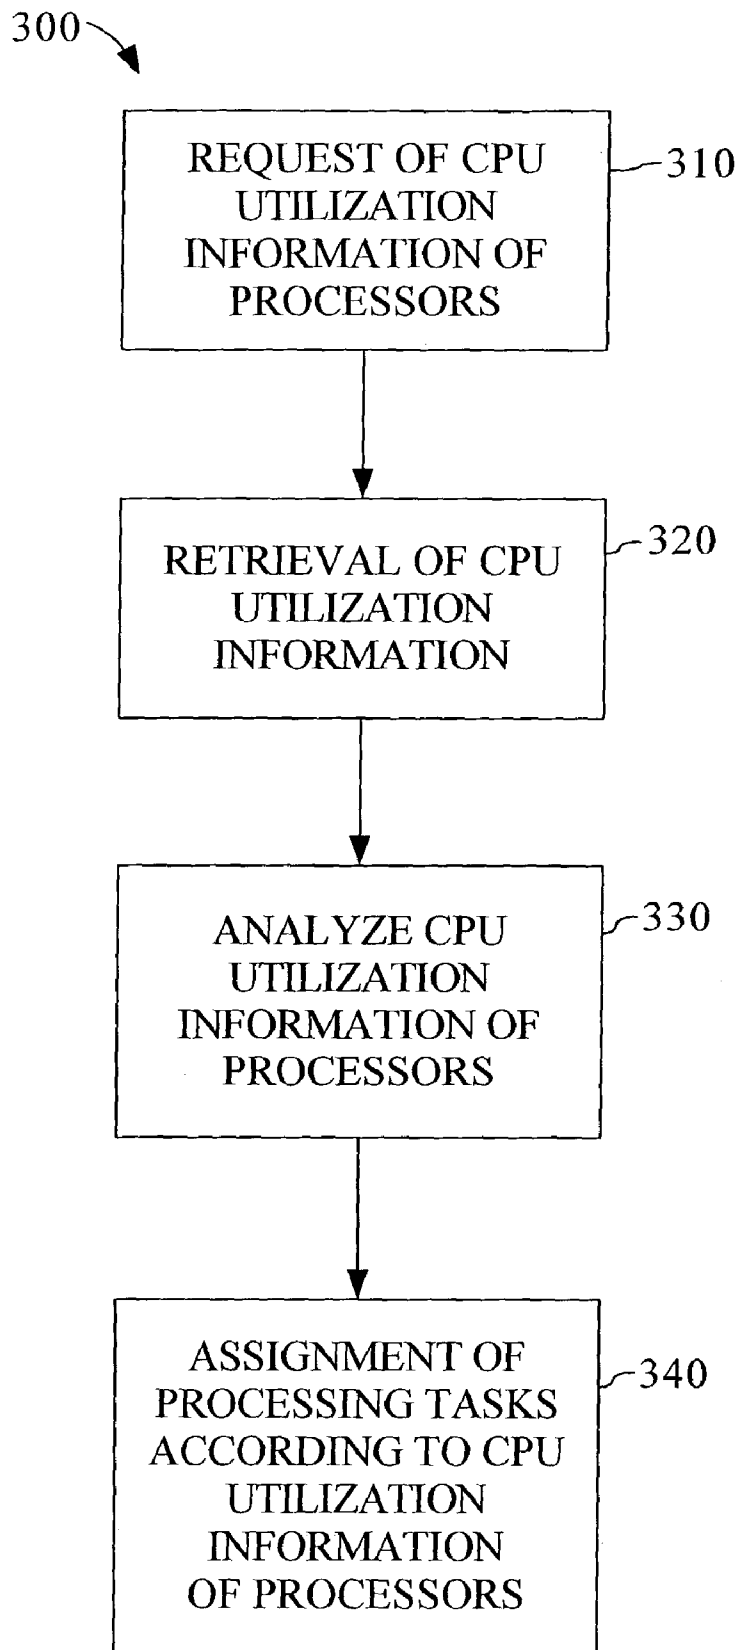 300
REQUEST OF CPU
UTILIZATION
INFORMATION OF
PROCESSORS
310
RETRIEVAL OF CPU
UTILIZATION
INFORMATION
320
ANALYZE CPU
UTILIZATION
INFORMATION OF
PROCESSORS
330
ASSIGNMENT OF
PROCESSING TASKS
ACCORDING TO CPU
UTILIZATION
INFORMATION
OF PROCESSORS
340